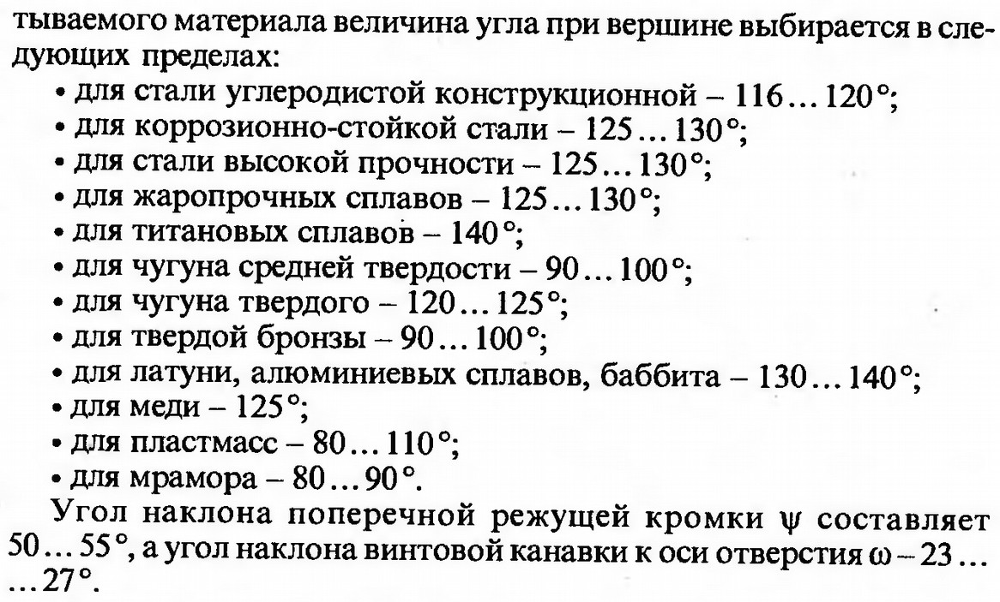 тываемого материала величина угла при вершине выбирается в сле-
дующих пределах:
• для стали углеродистой конструкционной – 116... 120°;
• для коррозионно-стойкой стали – 125... 130°;
• для стали высокой прочности – 125... 130°;
• для жаропрочных сплавов – 125... 130°;
• для титановых сплавов – 140°;
• для чугуна средней твердости – 90... 100°;
• для чугуна твердого – 120... 125°;
• для твердой бронзы – 90... 100°;
• для латуни, алюминиевых сплавов, баббита – 130... 140°;
• для меди – 125°;
• для пластмасс – 80... 110°;
• для мрамора – 80...90°.
Угол наклона поперечной режущей кромки ψ составляет
50... 55°, а угол наклона винтовой канавки к оси отверстия ω – 23 ...
...27°.